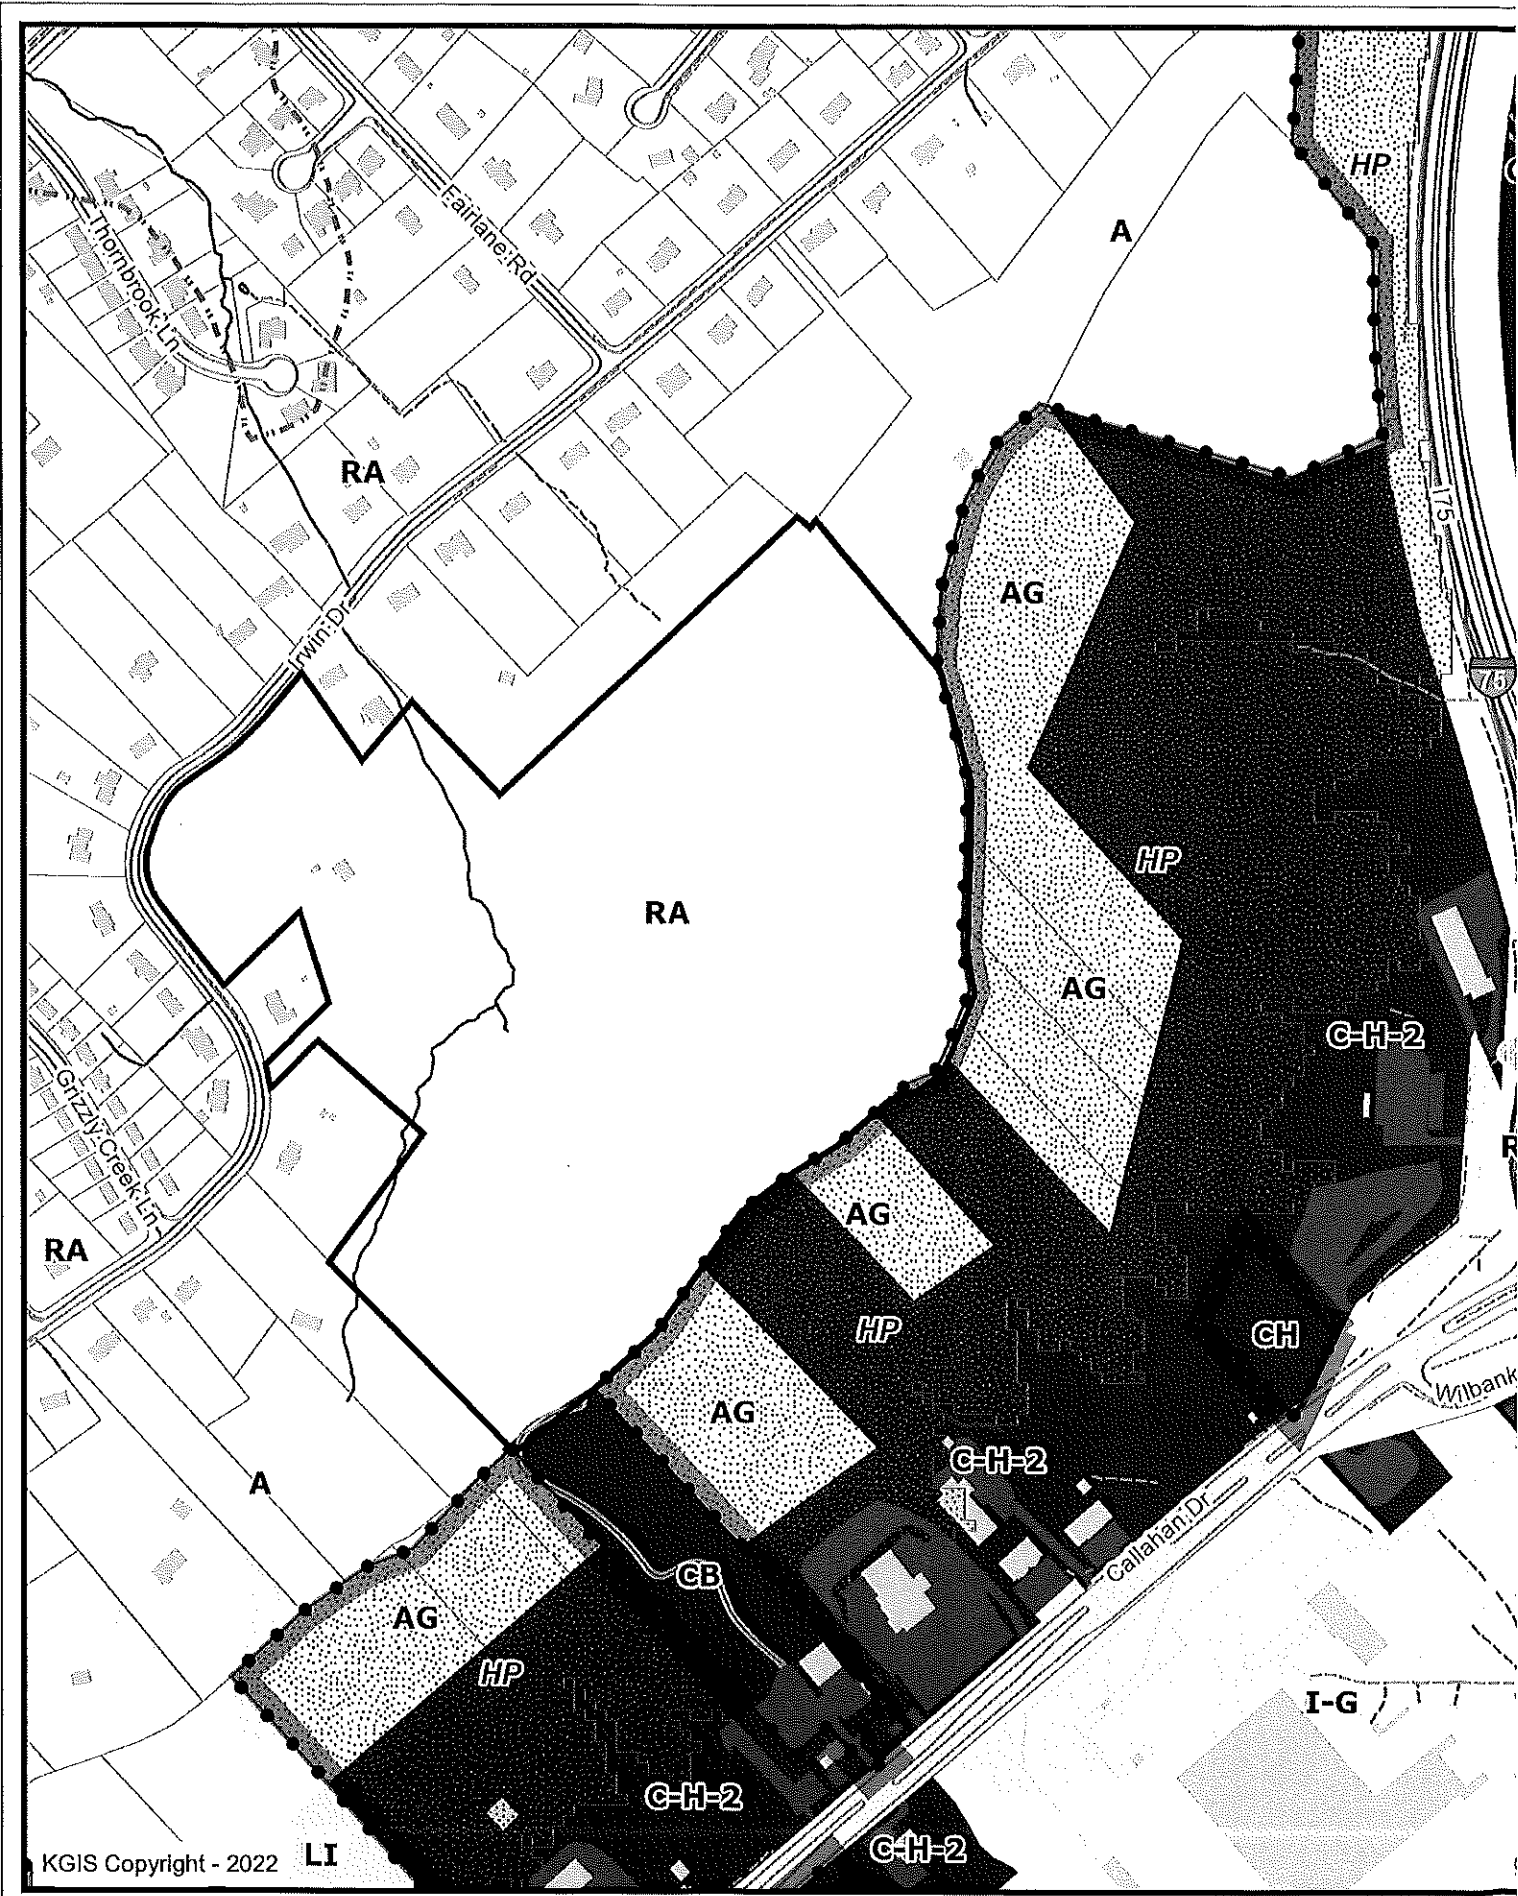 HP
A
Fairlane Rd
Thornbrook Ln
RA
I75
AG
Irwin Dr
75
HP
RA
AG
C-H-2
Grizzly Creek Ln
AG
RA
HP
CH
Wilbank
AG
C-H-2
A
Callahan Dr
CB
AG
HP
I-G
C-H-2
C-H-2
LI
KGIS Copyright - 2022